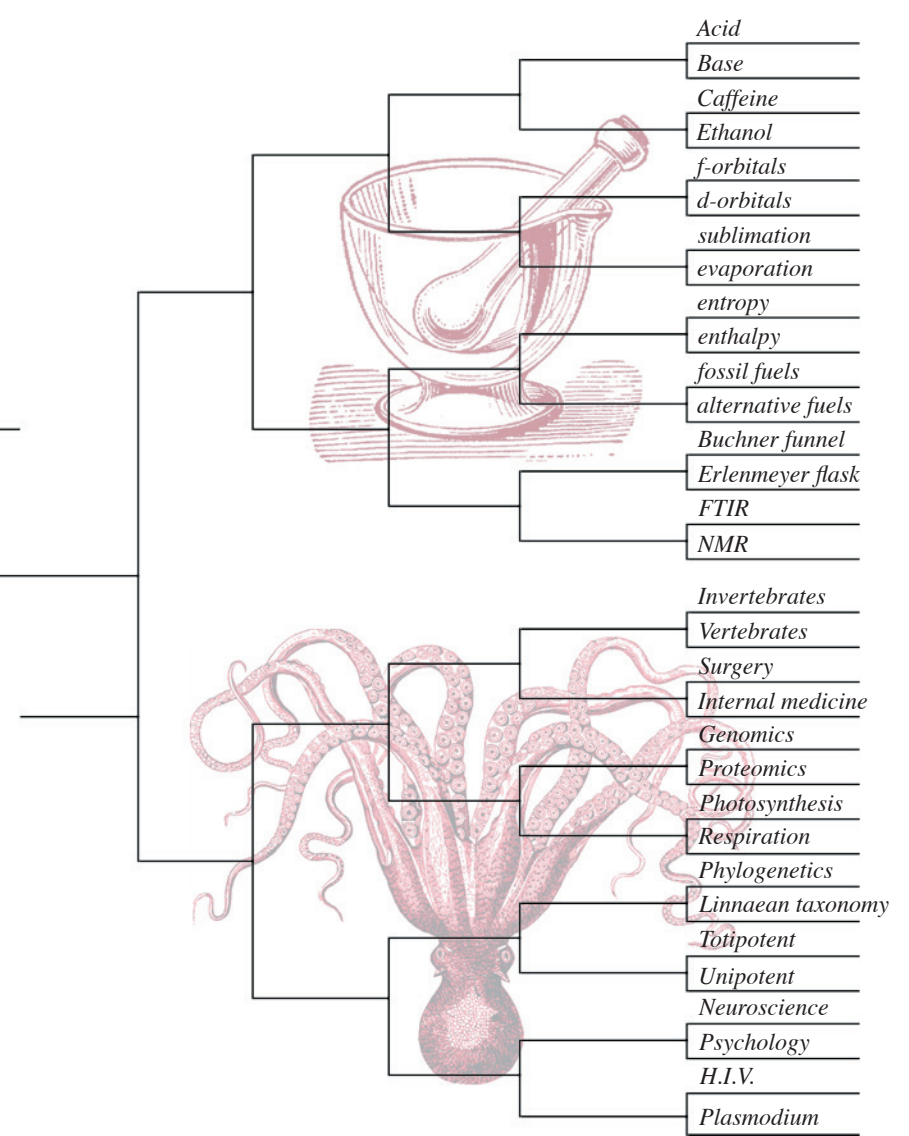 Acid
Base
Caffeine
Ethanol
f-orbitals
d-orbitals
sublimation
evaporation
entropy
enthalpy
fossil fuels
alternative fuels
Buchner funnel
Erlenmeyer flask
FTIR
NMR
Invertebrates
Vertebrates
Surgery
Internal medicine
Genomics
Proteomics
Photosynthesis
Respiration
Phylogenetics
Linnaean taxonomy
Totipotent
Unipotent
Neuroscience
Psychology
H.I.V.
Plasmodium